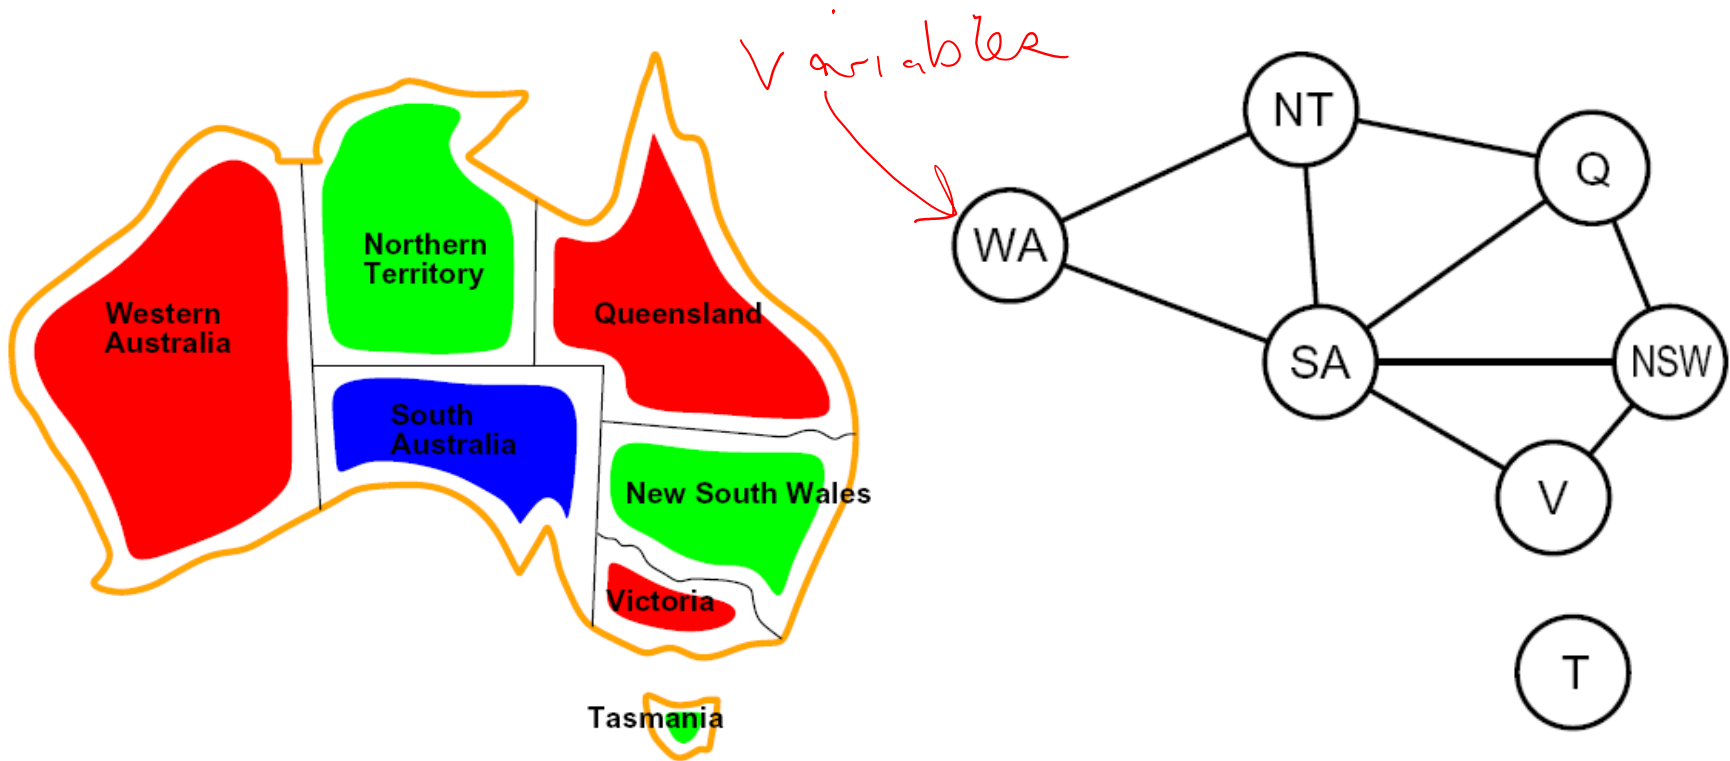 Variables
Northern
Territory
Western
Australia
Queensland
South
Australia
New South Wales
Victoria
Tasmania
NT
Q
WA
SA
NSW
V
T